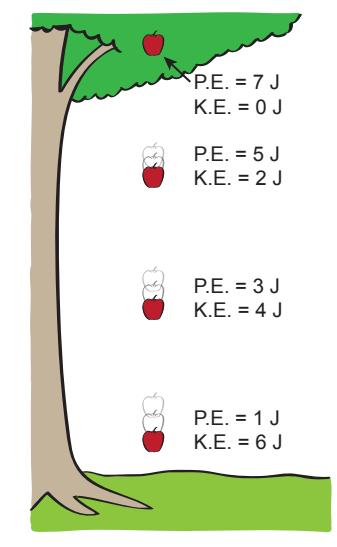 P.E. = 7 J
K.E. = 0 J
P.E. = 5 J
K.E. = 2 J
P.E. = 3 J
K.E. = 4 J
P.E. = 1 J
K.E. = 6 J